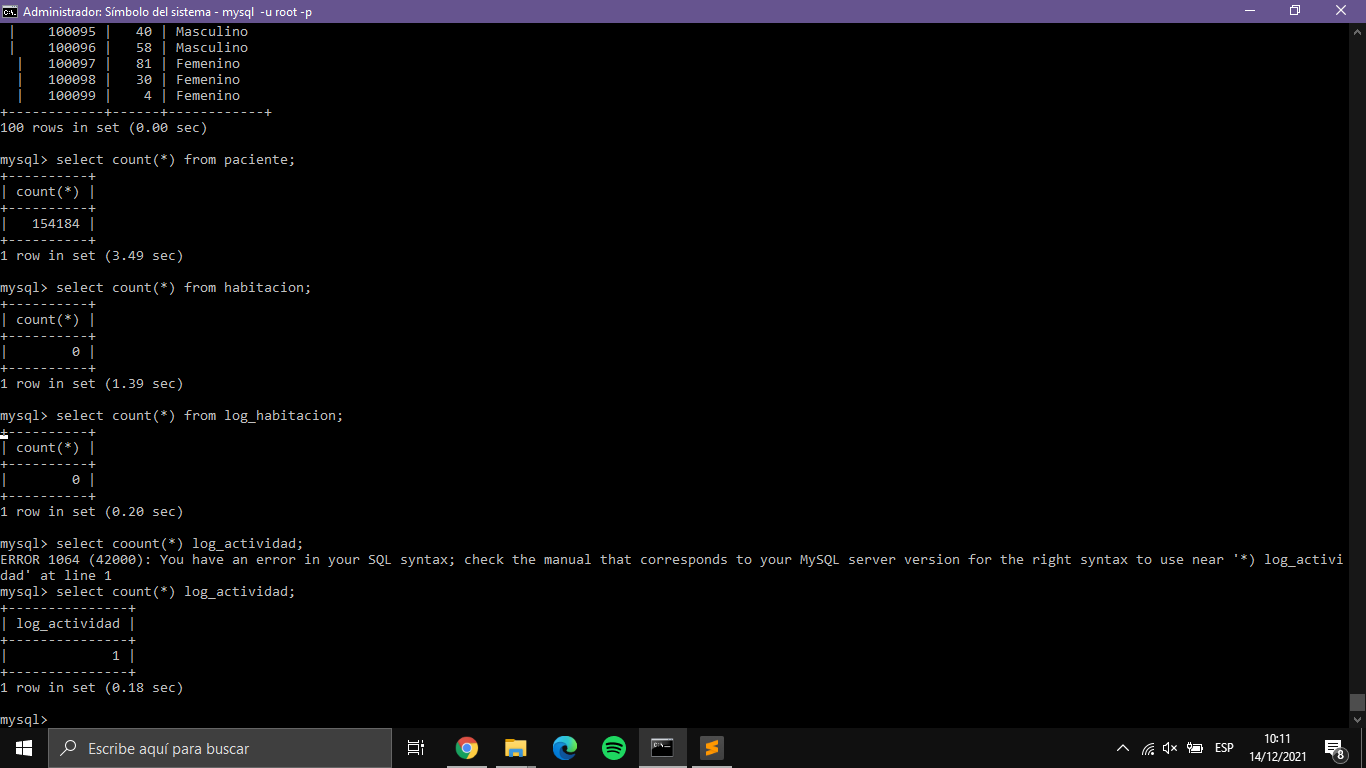 Administrador: Símbolo del sistema - mysql  -u root -p
|     100095 |   40 | Masculino
|     100096 |   58 | Masculino
|     100097 |   81 | Femenino
|     100098 |   30 | Femenino
|     100099 |    4 | Femenino
+------------+------+------------+
100 rows in set (0.00 sec)
mysql> select count(*) from paciente;
+----------+
| count(*) |
+----------+
|   154184 |
+----------+
1 row in set (3.49 sec)
mysql> select count(*) from habitacion;
+----------+
| count(*) |
+----------+
|        0 |
+----------+
1 row in set (1.39 sec)
mysql> select count(*) from log_habitacion;
+----------+
| count(*) |
+----------+
|        0 |
+----------+
1 row in set (0.20 sec)
mysql> select coount(*) log_actividad;
ERROR 1064 (42000): You have an error in your SQL syntax; check the manual that corresponds to your MySQL server version for the right syntax to use near '*) log_activi
dad' at line 1
mysql> select count(*) log_actividad;
+---------------+
| log_actividad |
+---------------+
|             1 |
+---------------+
1 row in set (0.18 sec)
mysql>
Escribe aquí para buscar
ESP
10:11
14/12/2021
8